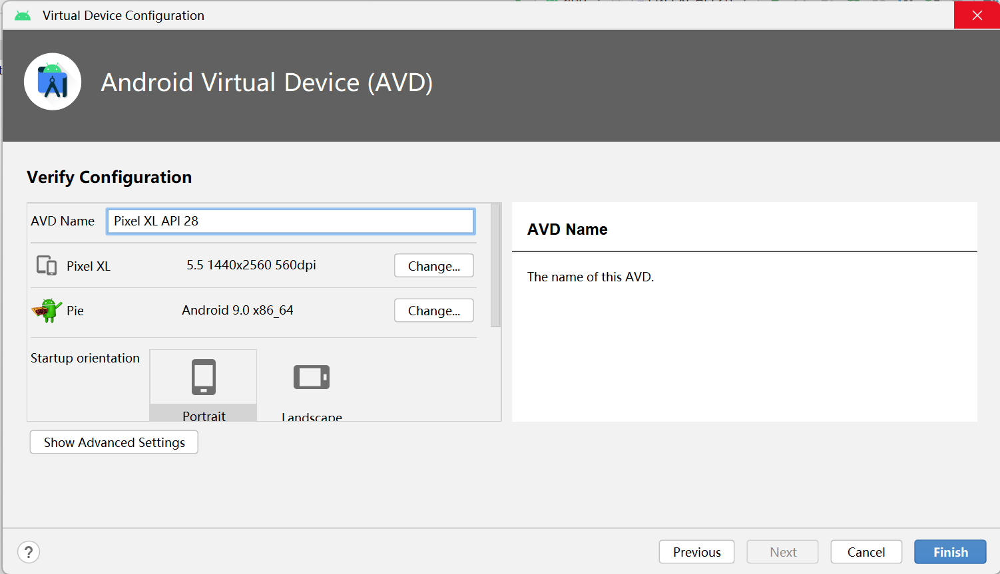 Virtual Device Configuration
Android Virtual Device (AVD)
Verify Configuration
AVD Name Pixel XL API 28
Pixel XL 5.5 1440x2560 560dpi Change...
Pie Android 9.0 x86_64 Change...
Startup orientation
Portrait Landscape
Show Advanced Settings
AVD Name
The name of this AVD.
? Previous Next Cancel Finish